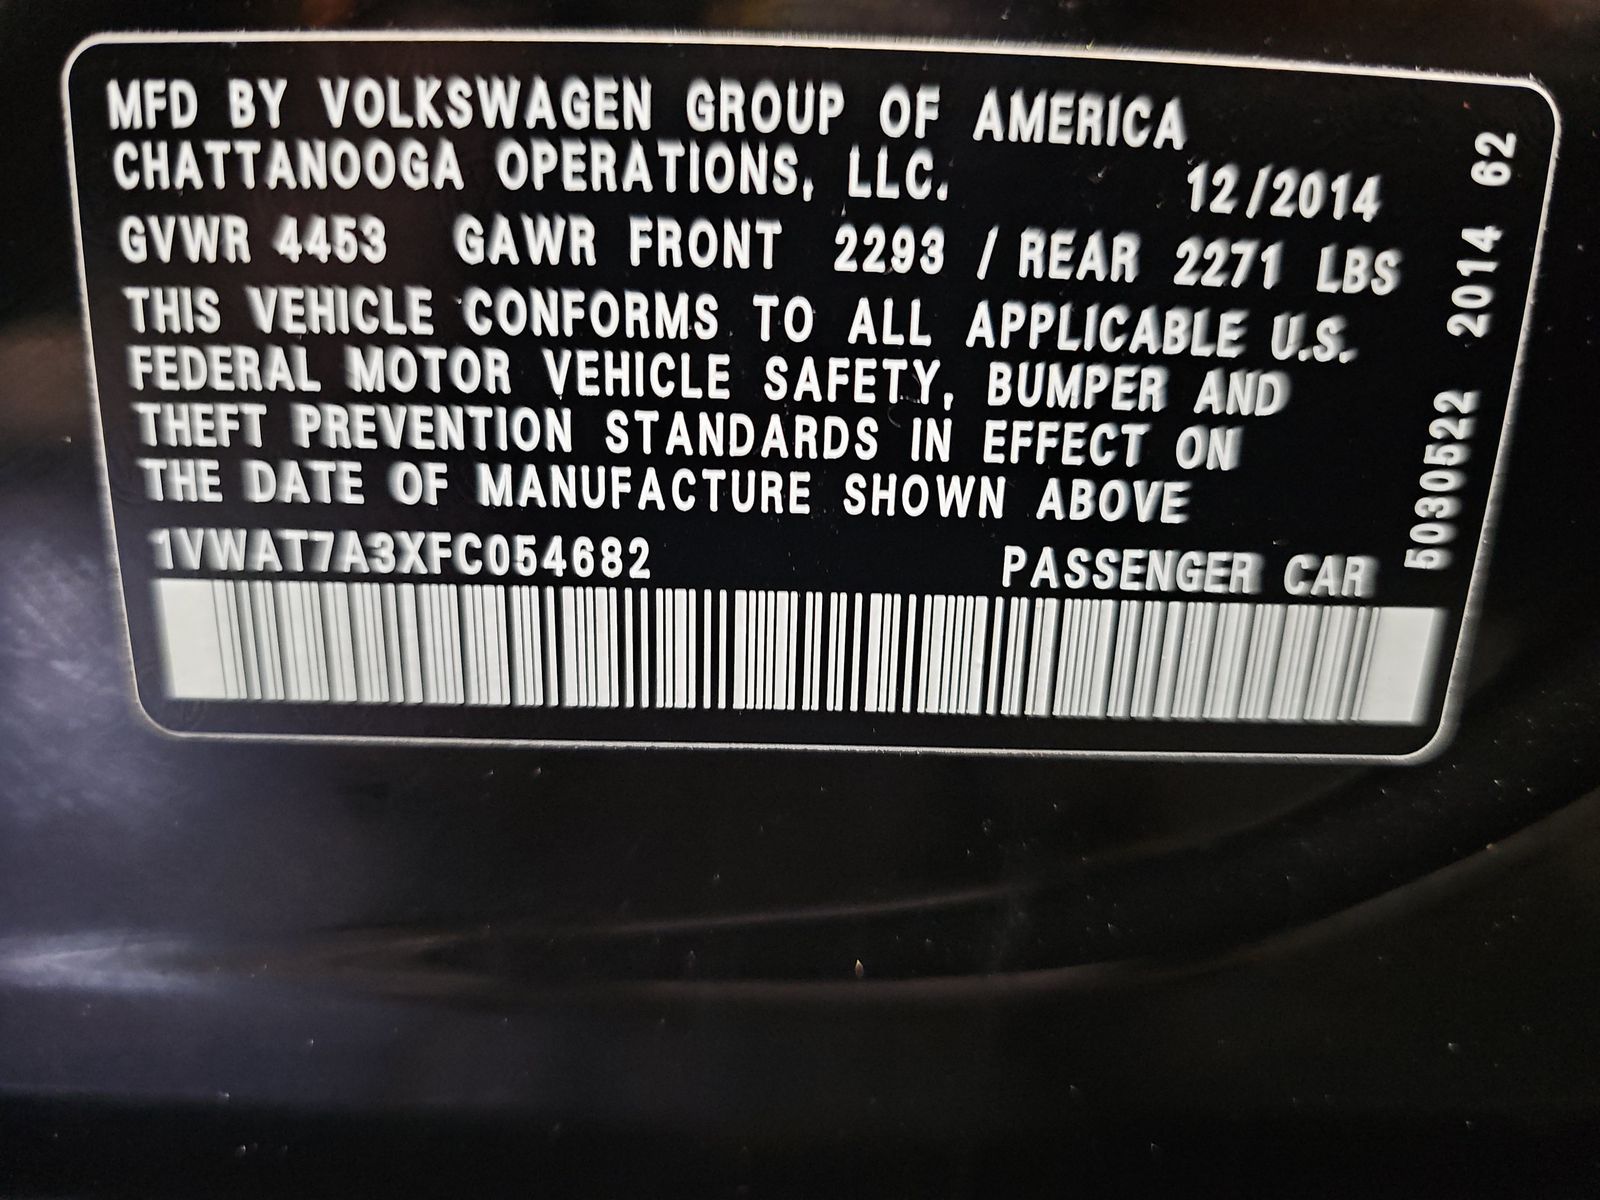 MFD BY VOLKSWAGEN GROUP OF AMERICA
CHATTANOOGA OPERATIONS, LLC. 12/2014
GVWR 4453 GAWR FRONT 2293 / REAR 2271 LBS
THIS VEHICLE CONFORMS TO ALL APPLICABLE U.S.
FEDERAL MOTOR VEHICLE SAFETY, BUMPER AND
THEFT PREVENTION STANDARDS IN EFFECT ON
THE DATE OF MANUFACTURE SHOWN ABOVE
1VWAT7A3XFC054682 PASSENGER CAR
5030522 2014 62